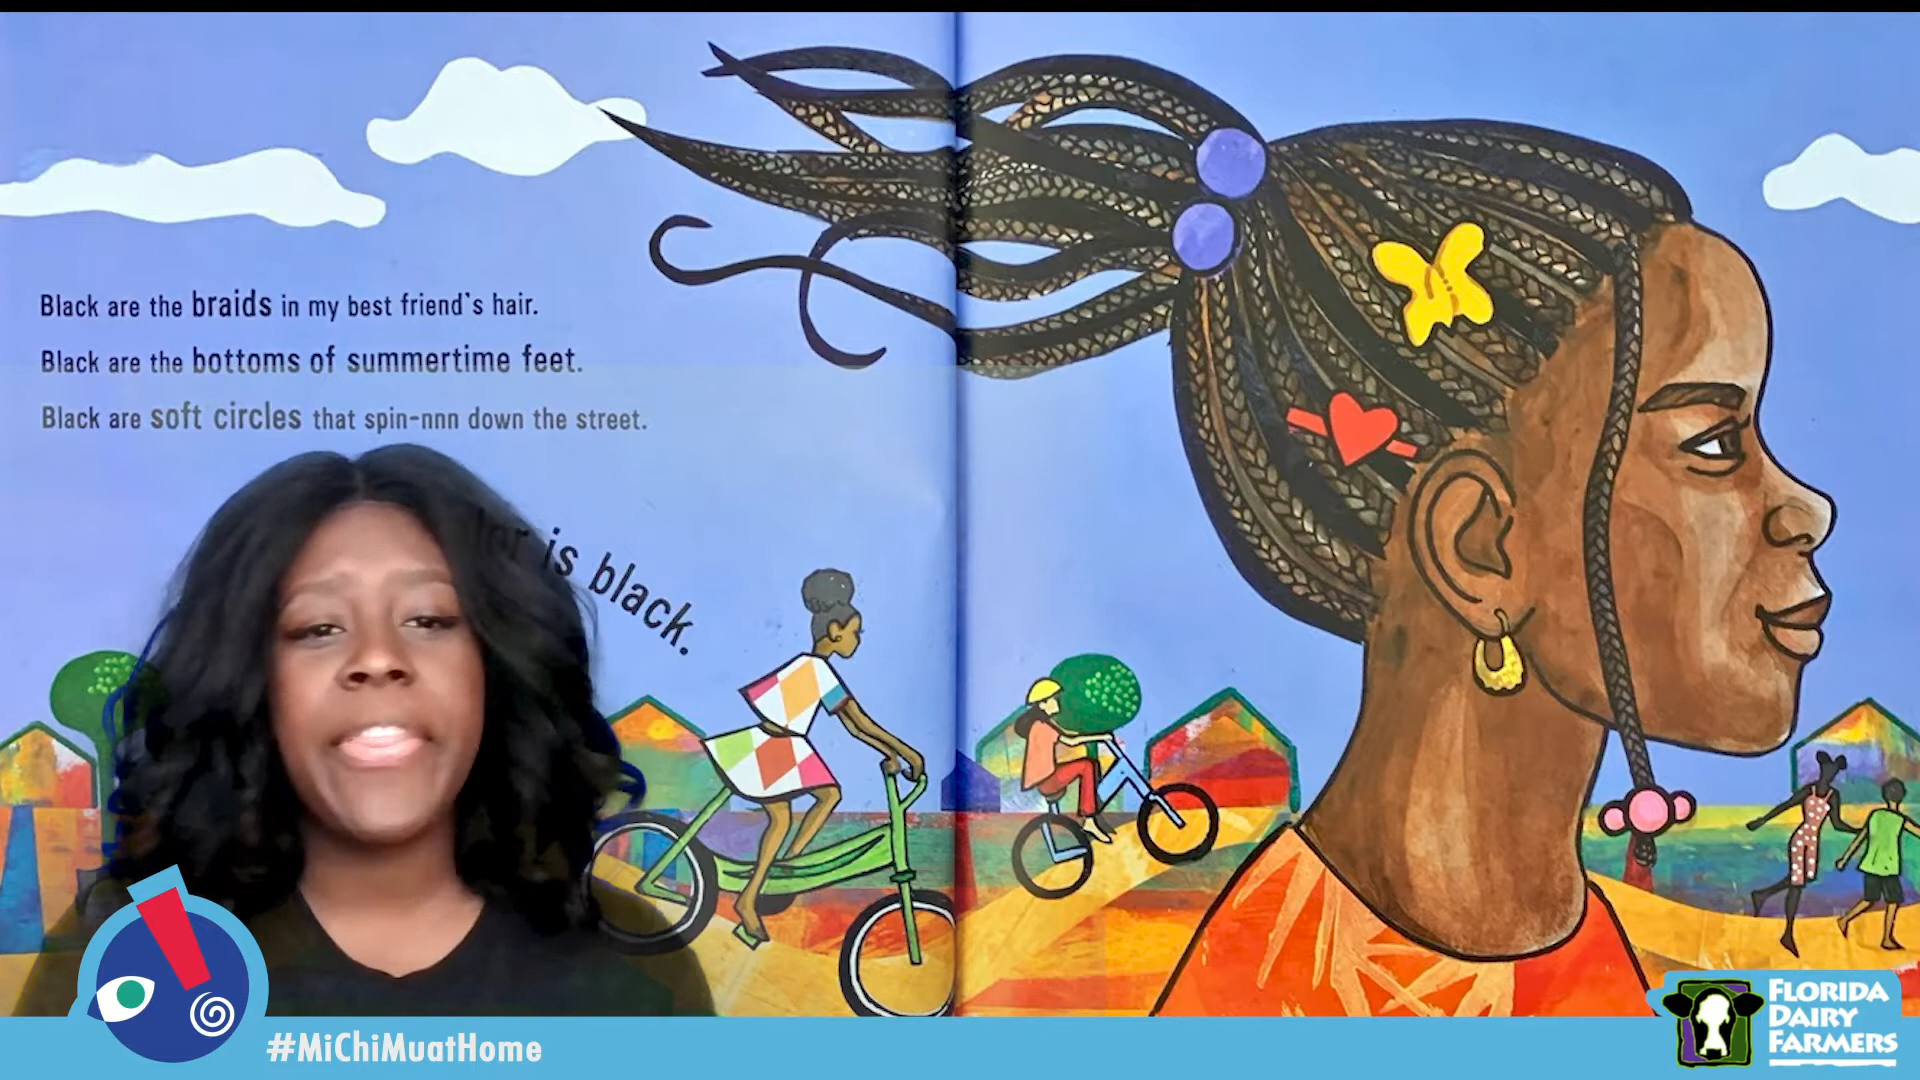 Black are the braids in my best friend's hair.
Black are the bottoms of summertime feet.
Black are soft circles that spin-nnn down the street.
is black.
#MiChiMuatHome
FLORIDA
DAIRY
FARMERS